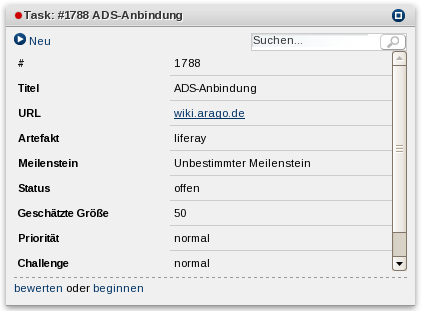 Task: #1788 ADS-Anbindung
Neu Suchen...
# 1788
Titel ADS-Anbindung
URL wiki.arago.de
Artefakt liferay
Meilenstein Unbestimmter Meilenstein
Status offen
Geschätzte Größe 50
Priorität normal
Challenge normal
bewerten oder beginnen